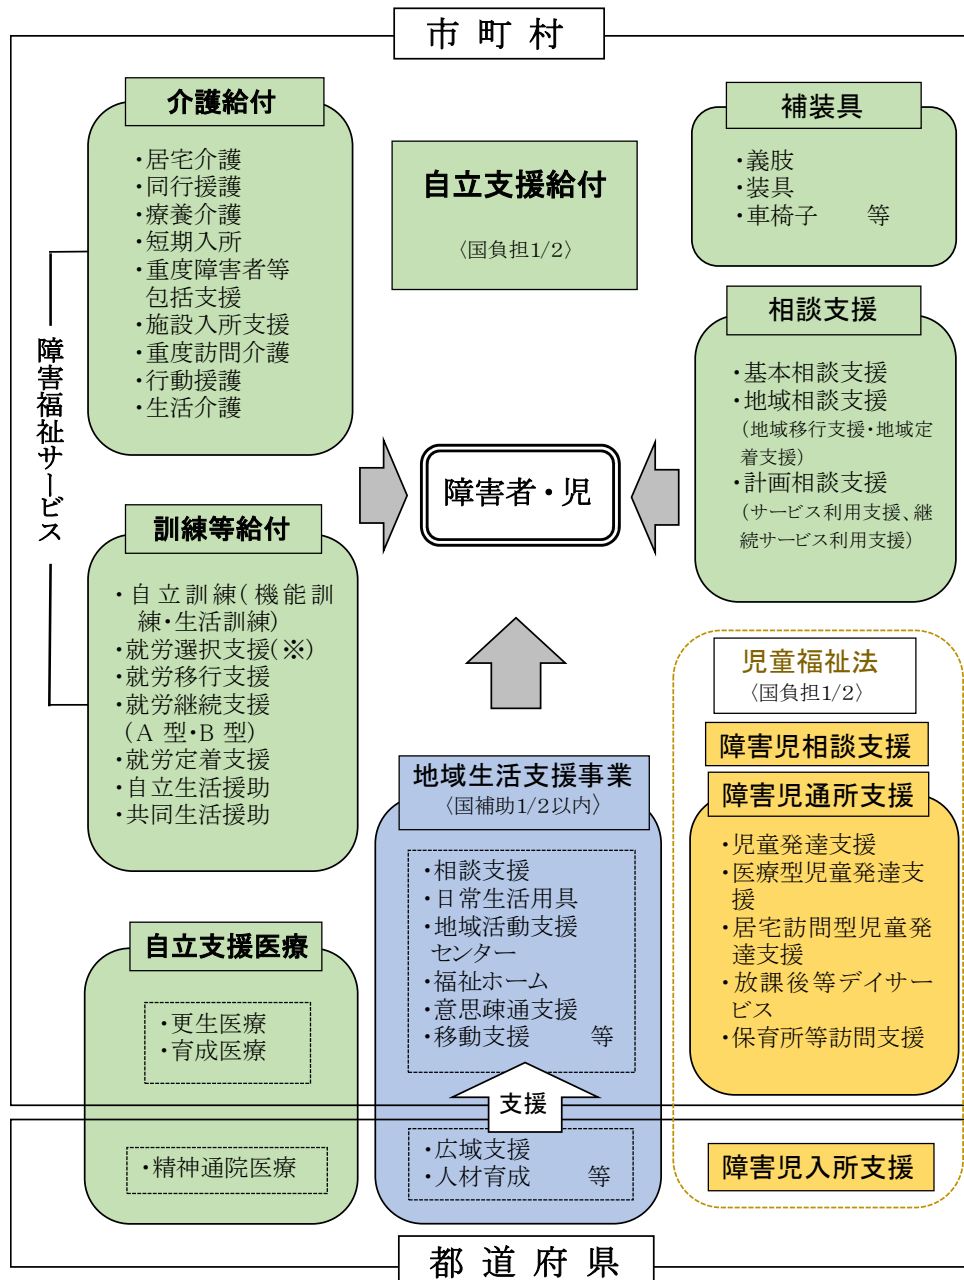 市町村
介護給付
・居宅介護
・同行援護
・療養介護
・短期入所
・重度障害者等
包括支援
・施設入所支援
・重度訪問介護
・行動援護
・生活介護
障害福祉サービス
訓練等給付
・自立訓練(機能訓
練・生活訓練)
・就労選択支援(※)
・就労移行支援
・就労継続支援
(A 型・B 型)
・就労定着支援
・自立生活援助
・共同生活援助
自立支援医療
・更生医療
・育成医療
・精神通院医療
自立支援給付
〈国負担1/2〉
障害者・児
地域生活支援事業
〈国補助1/2以内〉
・相談支援
・日常生活用具
・地域活動支援
センター
・福祉ホーム
・意思疎通支援
・移動支援 等
支援
・広域支援
・人材育成 等
補装具
・義肢
・装具
・車椅子 等
相談支援
・基本相談支援
・地域相談支援
(地域移行支援・地域定
着支援)
・計画相談支援
(サービス利用支援、継
続サービス利用支援)
児童福祉法
〈国負担1/2〉
障害児相談支援
障害児通所支援
・児童発達支援
・医療型児童発達支
援
・居宅訪問型児童発
達支援
・放課後等デイサー
ビス
・保育所等訪問支援
障害児入所支援
都道府県